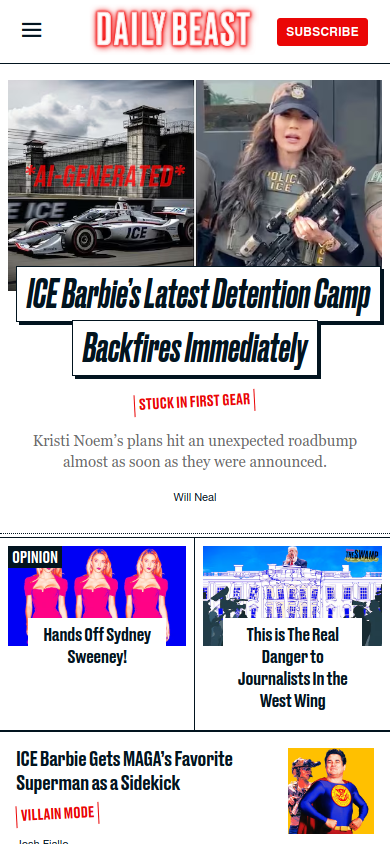 DAILY BEAST
SUBSCRIBE
*AI-GENERATED*
ICE
ICE
POLICE
ICE
ICE Barbie's Latest Detention Camp
Backfires Immediately
STUCK IN FIRST GEAR
Kristi Noem's plans hit an unexpected roadbump
almost as soon as they were announced.
Will Neal
OPINION
Hands Off Sydney
Sweeney!
THE SWAMP
This is The Real
Danger to
Journalists In the
West Wing
ICE Barbie Gets MAGA's Favorite
Superman as a Sidekick
VILLAIN MODE
Josh Fiallo